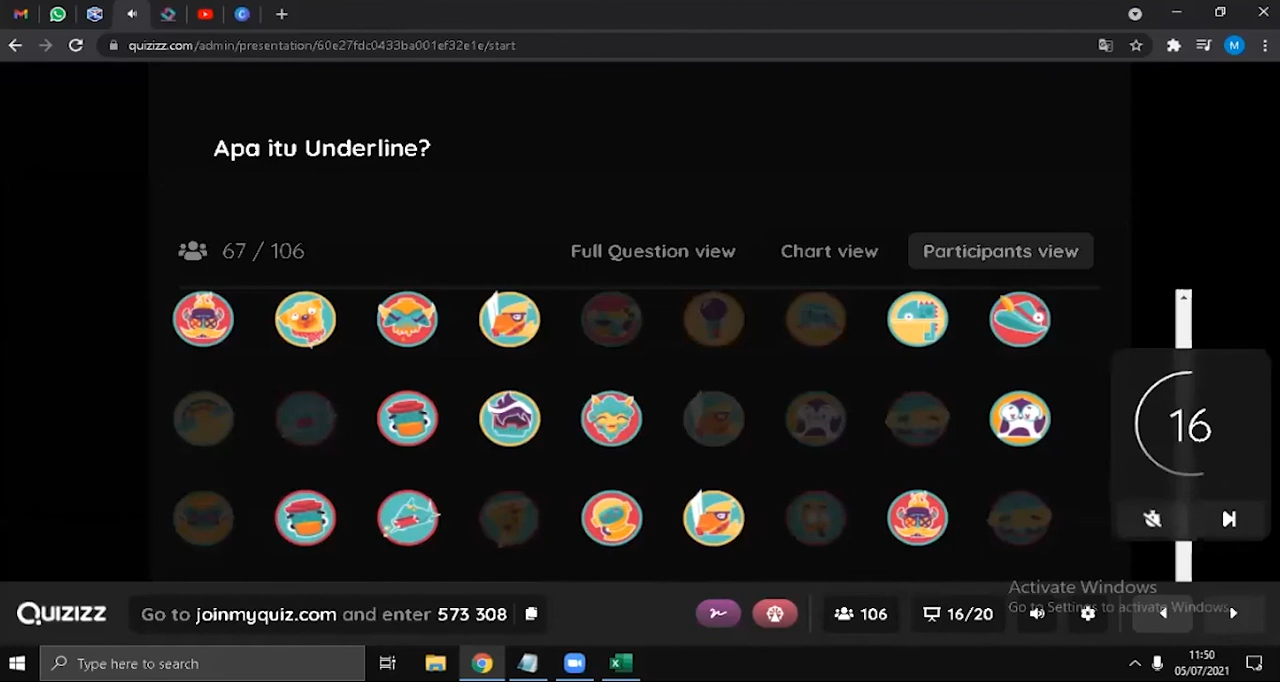 quizizz.com/admin/presentation/60e27fdc0433ba001ef32e1e/start
M
Apa itu Underline?
67 / 106
Full Question view
Chart view
Participants view
16
Activate Windows
Go to Settings to activate Windows.
Quizizz
Go to joinmyquiz.com and enter 573 308
106
16/20
Type here to search
11:50
05/07/2021